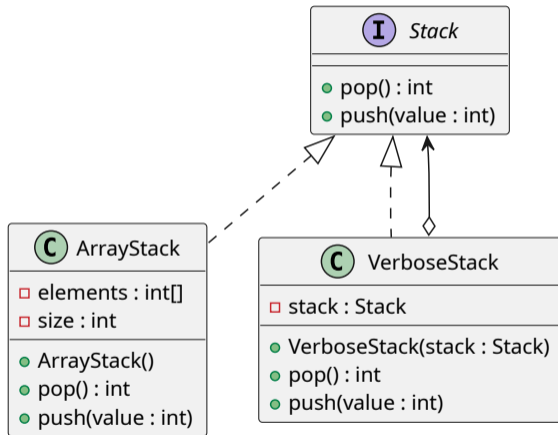 I Stack
pop() : int
push(value : int)
C ArrayStack
elements : int[]
size : int
ArrayStack()
pop() : int
push(value : int)
C VerboseStack
stack : Stack
VerboseStack(stack : Stack)
pop() : int
push(value : int)